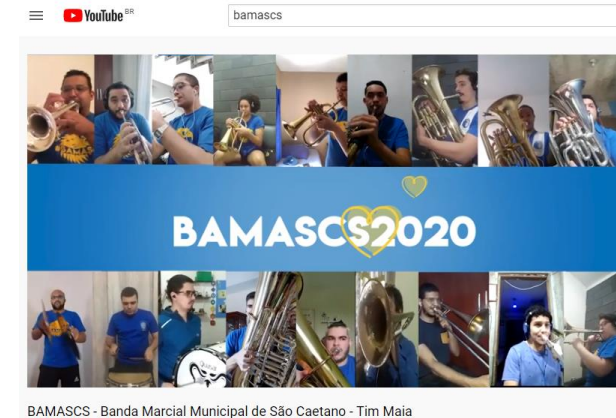 YouTube BR
bamascs
BAMASCS2020
BAMASCS - Banda Marcial Municipal de São Caetano - Tim Maia